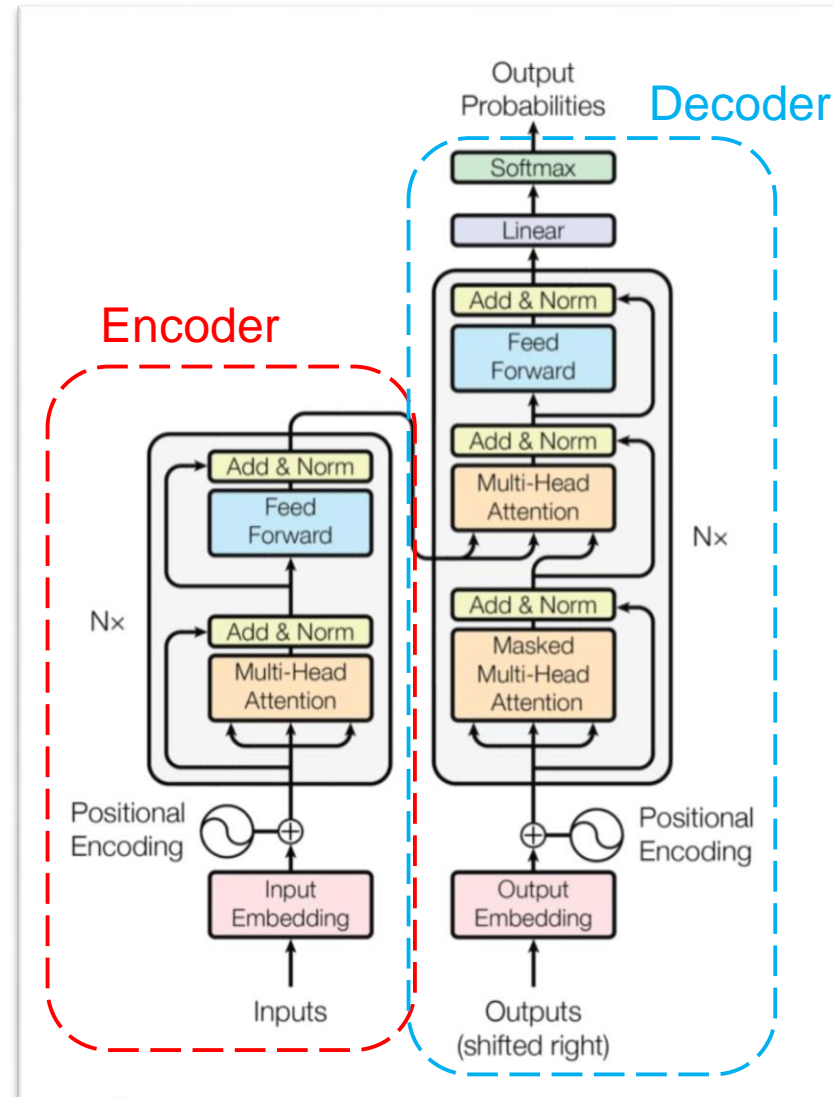 Output
Probabilities
Decoder
Softmax
Linear
Add & Norm
Feed
Forward
Add & Norm
Multi-Head
Attention
N×
Add & Norm
Masked
Multi-Head
Attention
Positional
Encoding
Output
Embedding
Outputs
(shifted right)
Encoder
Add & Norm
Feed
Forward
N×
Add & Norm
Multi-Head
Attention
Positional
Encoding
Input
Embedding
Inputs